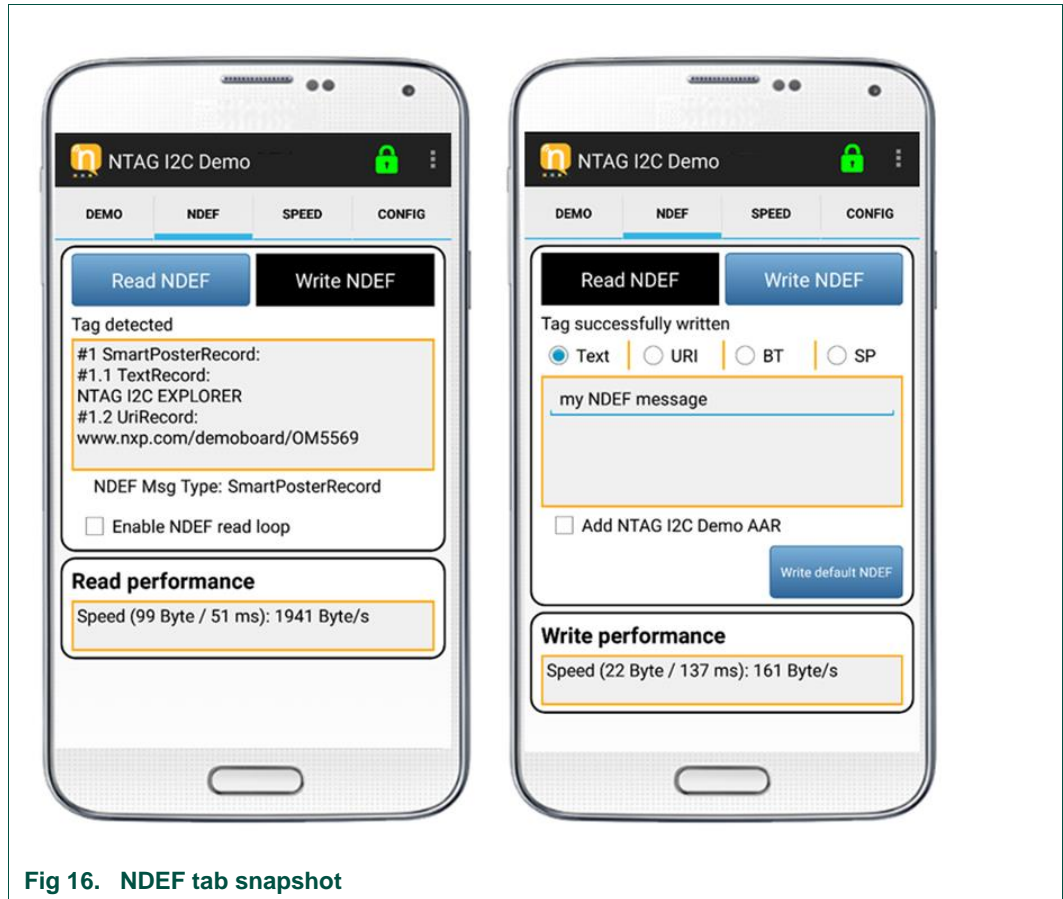 NTAG I2C Demo
DEMO NDEF SPEED CONFIG
Read NDEF Write NDEF
Tag detected
#1 SmartPosterRecord:
#1.1 TextRecord:
NTAG I2C EXPLORER
#1.2 UriRecord:
www.nxp.com/demoboard/OM5569
NDEF Msg Type: SmartPosterRecord
Enable NDEF read loop
Read performance
Speed (99 Byte / 51 ms): 1941 Byte/s
NTAG I2C Demo
DEMO NDEF SPEED CONFIG
Read NDEF Write NDEF
Tag successfully written
Text URI BT SP
my NDEF message
Add NTAG I2C Demo AAR
Write default NDEF
Write performance
Speed (22 Byte / 137 ms): 161 Byte/s
Fig 16. NDEF tab snapshot